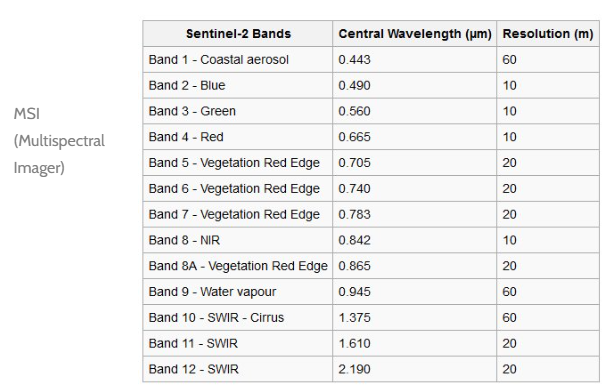 Sentinel-2 Bands Central Wavelength (µm) Resolution (m)
Band 1 - Coastal aerosol 0.443 60
Band 2 - Blue 0.490 10
Band 3 - Green 0.560 10
Band 4 - Red 0.665 10
Band 5 - Vegetation Red Edge 0.705 20
Band 6 - Vegetation Red Edge 0.740 20
Band 7 - Vegetation Red Edge 0.783 20
Band 8 - NIR 0.842 10
Band 8A - Vegetation Red Edge 0.865 20
Band 9 - Water vapour 0.945 60
Band 10 - SWIR - Cirrus 1.375 60
Band 11 - SWIR 1.610 20
Band 12 - SWIR 2.190 20
MSI
(Multispectral
Imager)